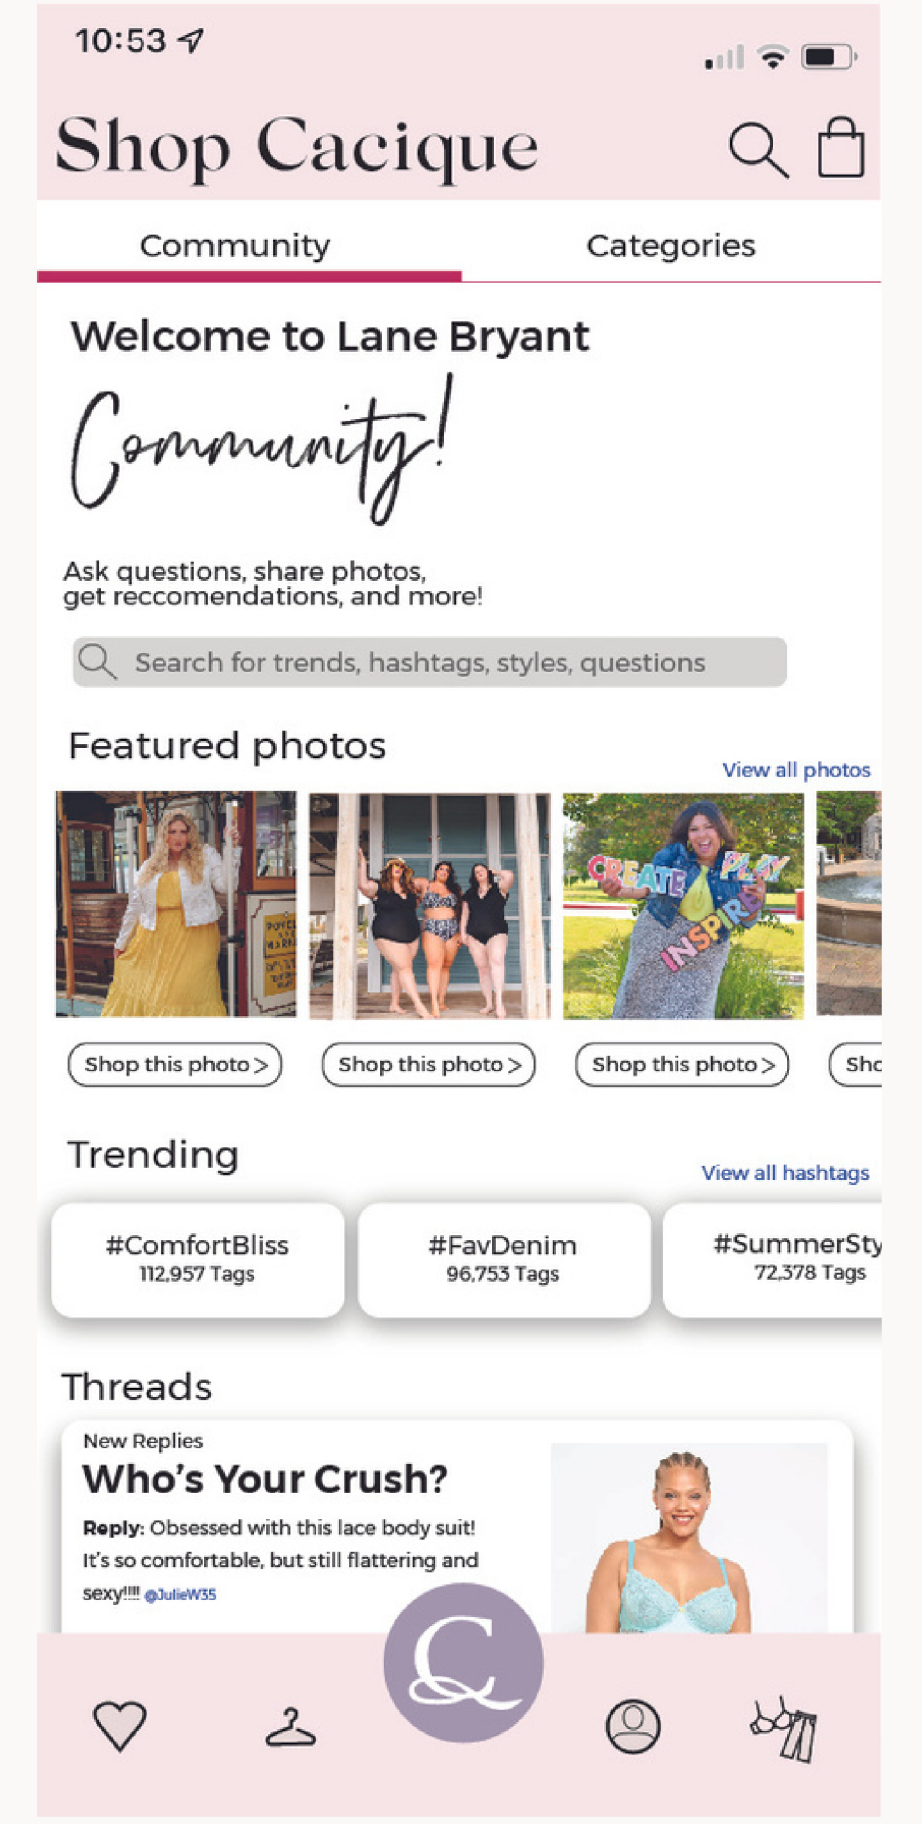 10:53
Shop Cacique
Community
Categories
Welcome to Lane Bryant
Community!
Ask questions, share photos,
get reccomendations, and more!
Search for trends, hashtags, styles, questions
Featured photos
View all photos
CREATE
PLAY
INSPIRE
Shop this photo >
Shop this photo >
Shop this photo >
Sho
Trending
View all hashtags
#ComfortBliss
112,957 Tags
#FavDenim
96,753 Tags
#SummerSty
72,378 Tags
Threads
New Replies
Who's Your Crush?
Reply: Obsessed with this lace body suit!
It's so comfortable, but still flattering and
sexy!!!! @JulieW35
C